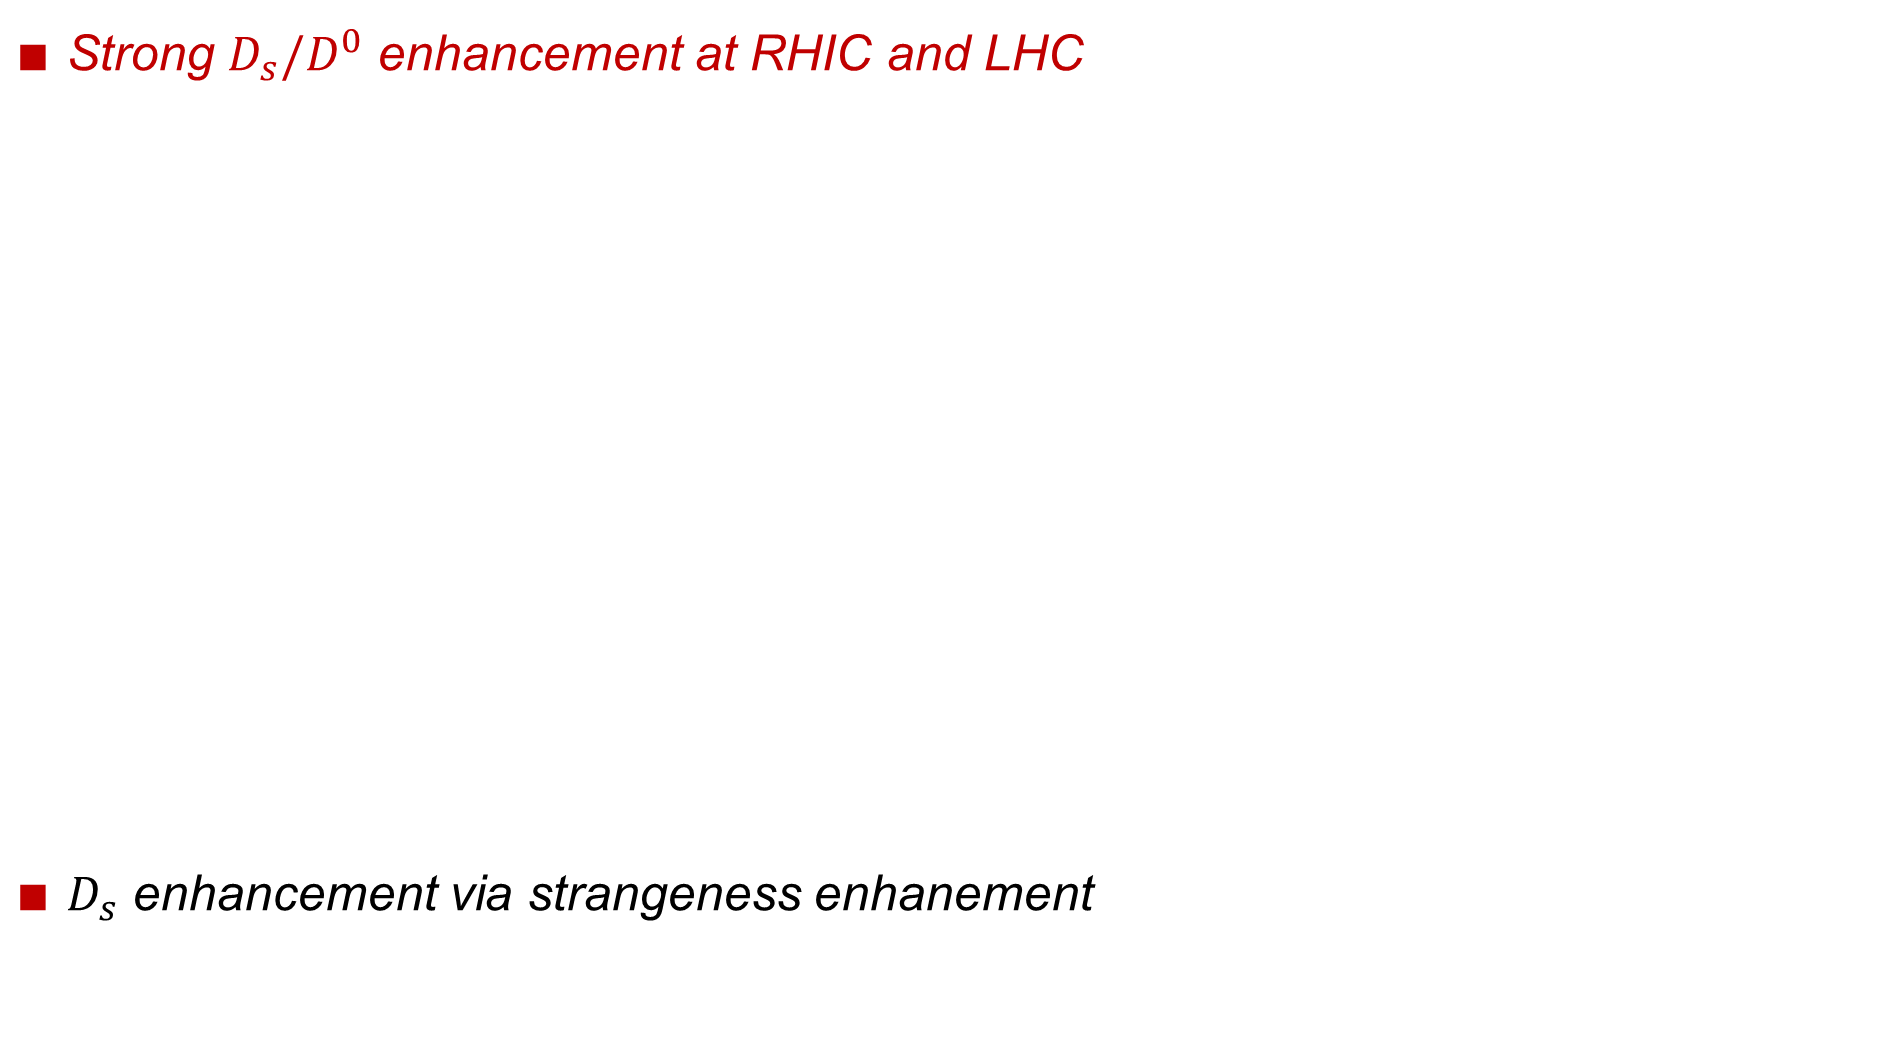 ■ Strong $D_s/D^0$ enhancement at RHIC and LHC
■ $D_s$ enhancement via strangeness enhanement